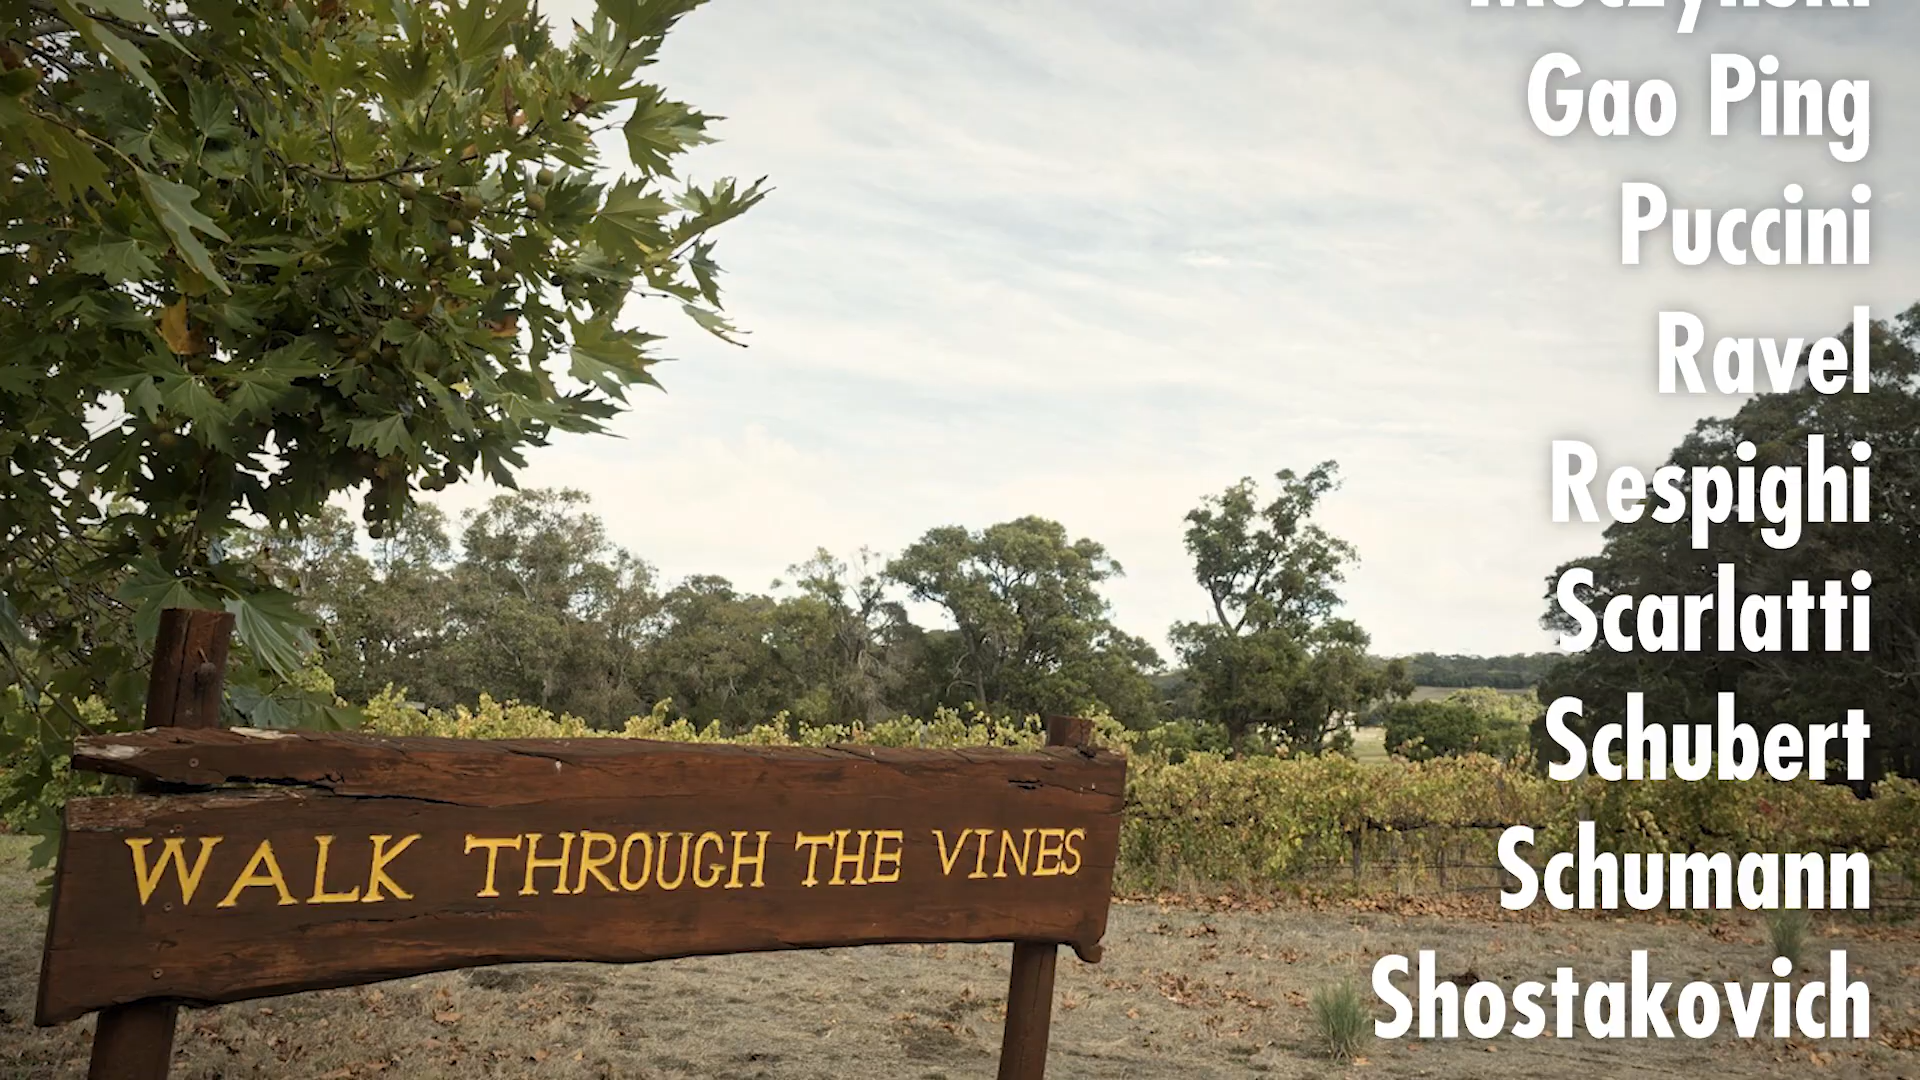 Gao Ping
Puccini
Ravel
Respighi
Scarlatti
Schubert
Schumann
Shostakovich
WALK THROUGH THE VINES